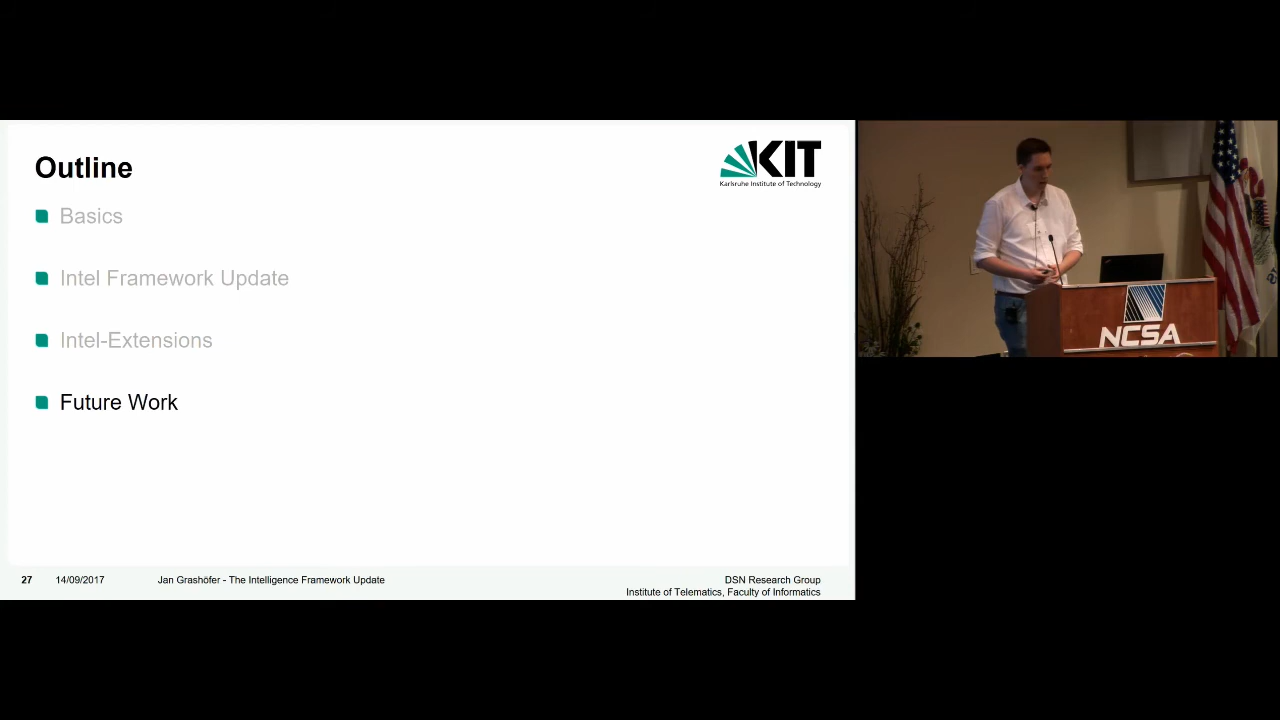 Outline
KIT
Karlsruhe Institute of Technology
Basics
Intel Framework Update
Intel-Extensions
Future Work
27 14/09/2017 Jan Grashöfer - The Intelligence Framework Update
DSN Research Group
Institute of Telematics, Faculty of Informatics
NCSA